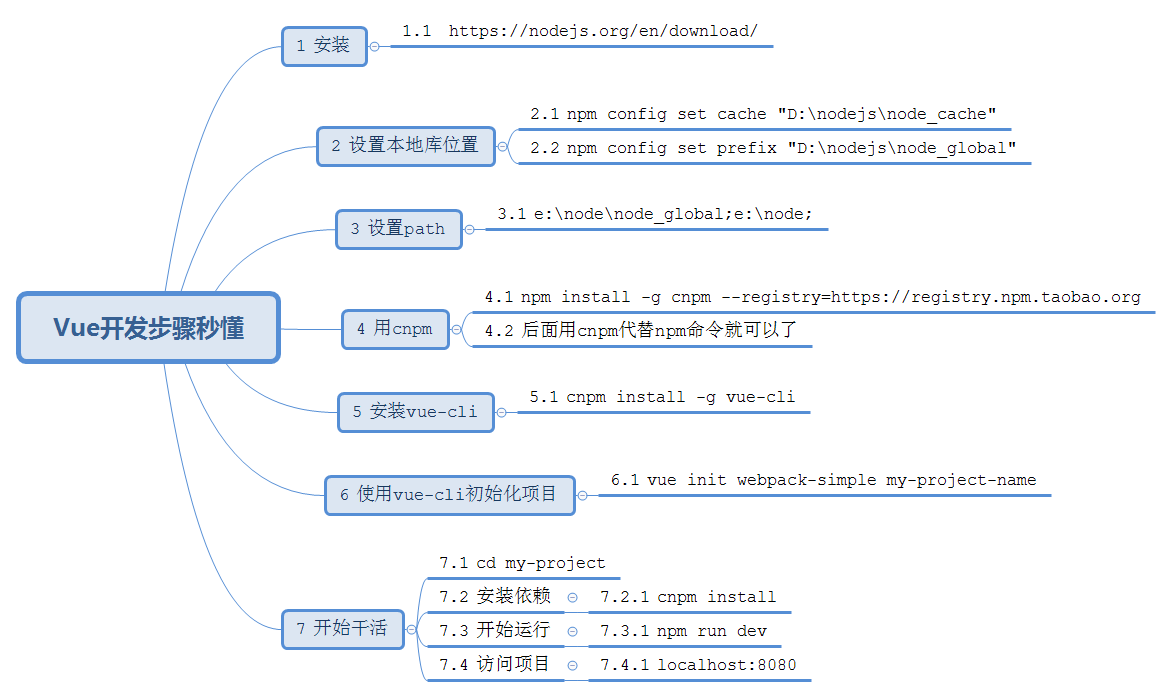 Vue开发步骤秒懂
1 安装
1.1 https://nodejs.org/en/download/
2 设置本地库位置
2.1 npm config set cache "D:\nodejs\node_cache"
2.2 npm config set prefix "D:\nodejs\node_global"
3 设置path
3.1 e:\node\node_global;e:\node;
4 用cnpm
4.1 npm install -g cnpm --registry=https://registry.npm.taobao.org
4.2 后面用cnpm代替npm命令就可以了
5 安装vue-cli
5.1 cnpm install -g vue-cli
6 使用vue-cli初始化项目
6.1 vue init webpack-simple my-project-name
7 开始干活
7.1 cd my-project
7.2 安装依赖
7.2.1 cnpm install
7.3 开始运行
7.3.1 npm run dev
7.4 访问项目
7.4.1 localhost:8080